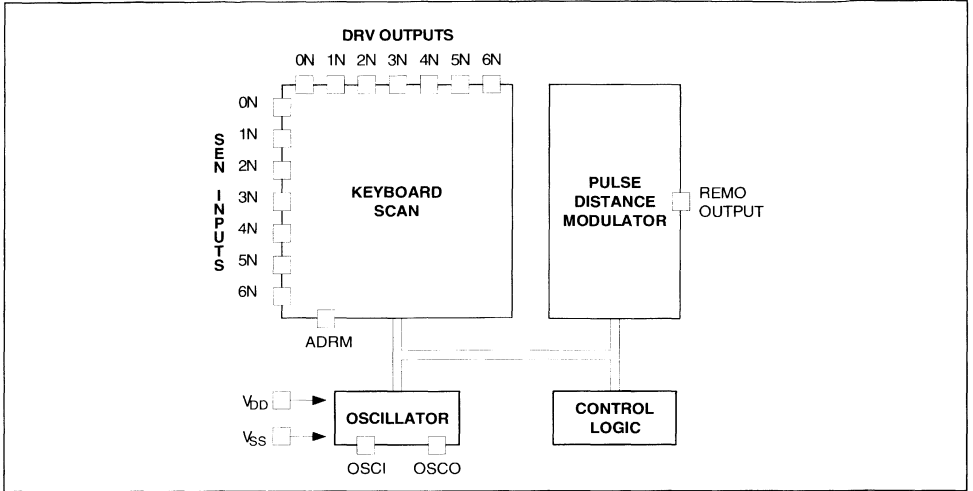 DRV OUTPUTS
0N 1N 2N 3N 4N 5N 6N
SEN INPUTS
0N
1N
2N
3N
4N
5N
6N
KEYBOARD
SCAN
PULSE
DISTANCE
MODULATOR
REMO
OUTPUT
ADRM
VDD
VSS
OSCILLATOR
OSCI OSCO
CONTROL
LOGIC